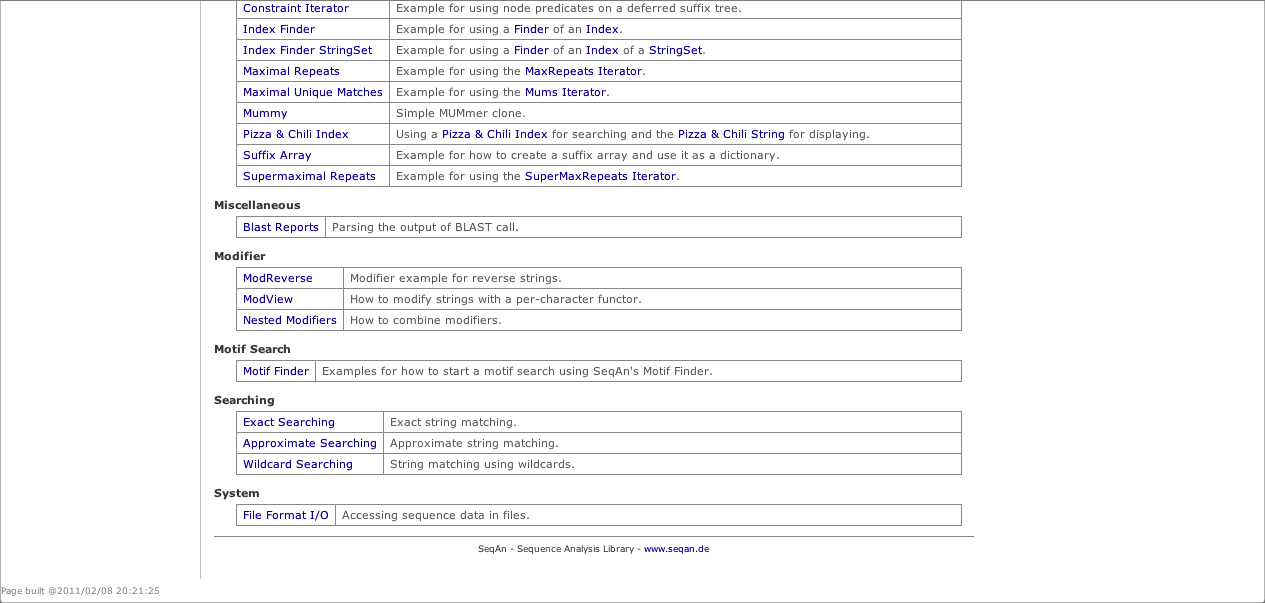 Constraint Iterator Example for using node predicates on a deferred suffix tree.
Index Finder Example for using a Finder of an Index.
Index Finder StringSet Example for using a Finder of an Index of a StringSet.
Maximal Repeats Example for using the MaxRepeats Iterator.
Maximal Unique Matches Example for using the Mums Iterator.
Mummy Simple MUMmer clone.
Pizza & Chili Index Using a Pizza & Chili Index for searching and the Pizza & Chili String for displaying.
Suffix Array Example for how to create a suffix array and use it as a dictionary.
Supermaximal Repeats Example for using the SuperMaxRepeats Iterator.
Miscellaneous
Blast Reports Parsing the output of BLAST call.
Modifier
ModReverse Modifier example for reverse strings.
ModView How to modify strings with a per-character functor.
Nested Modifiers How to combine modifiers.
Motif Search
Motif Finder Examples for how to start a motif search using SeqAn's Motif Finder.
Searching
Exact Searching Exact string matching.
Approximate Searching Approximate string matching.
Wildcard Searching String matching using wildcards.
System
File Format I/O Accessing sequence data in files.
SeqAn - Sequence Analysis Library - www.seqan.de
Page built @2011/02/08 20:21:25